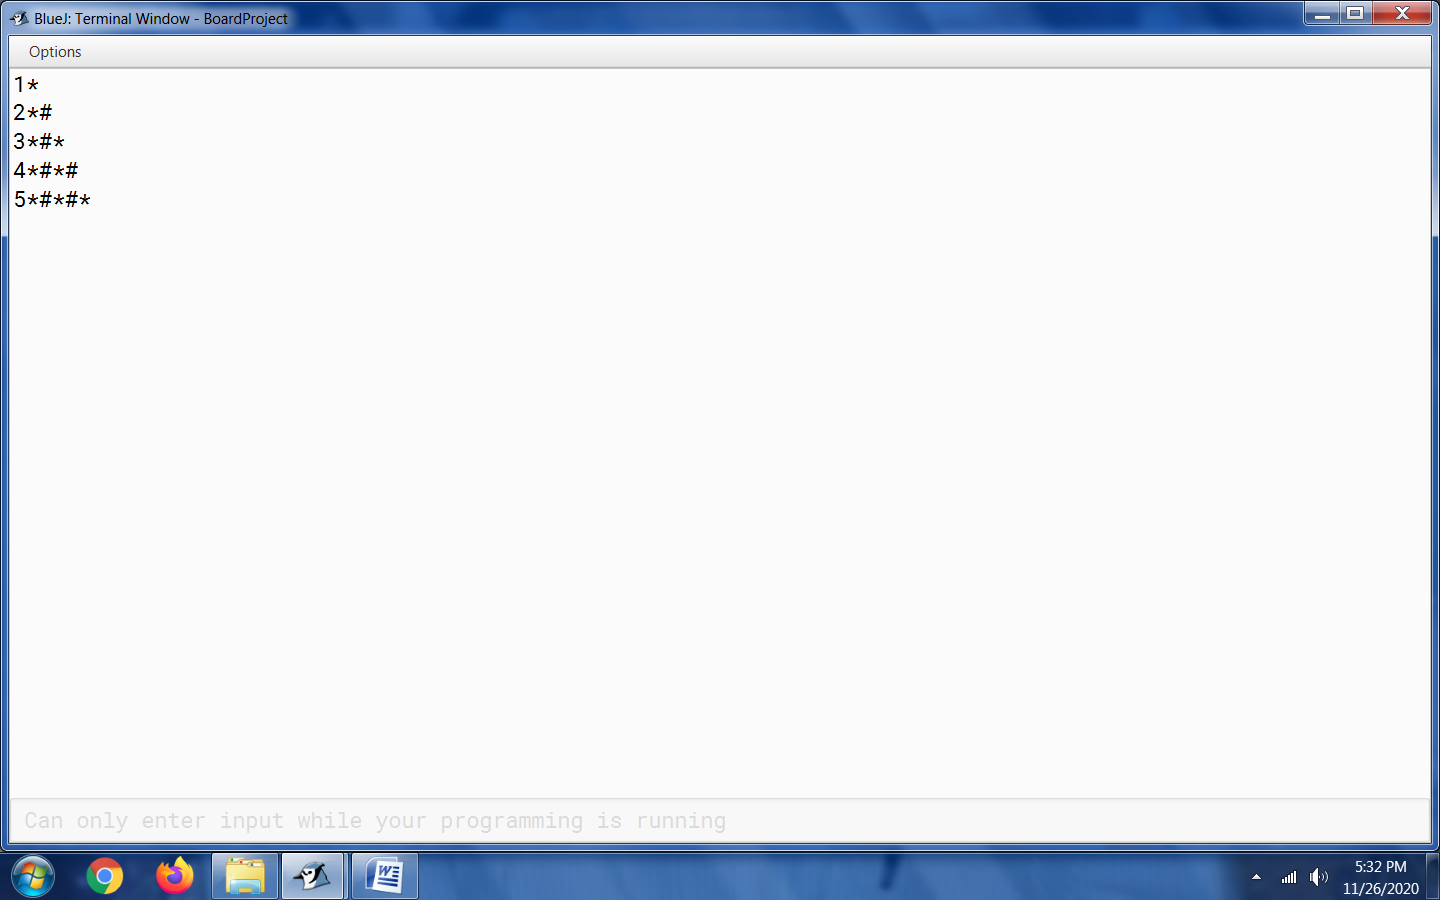 BlueJ: Terminal Window - BoardProject
Options
1*
2*#
3*#*
4*#*#
5*#*#*
Can only enter input while your programming is running
5:32 PM
11/26/2020